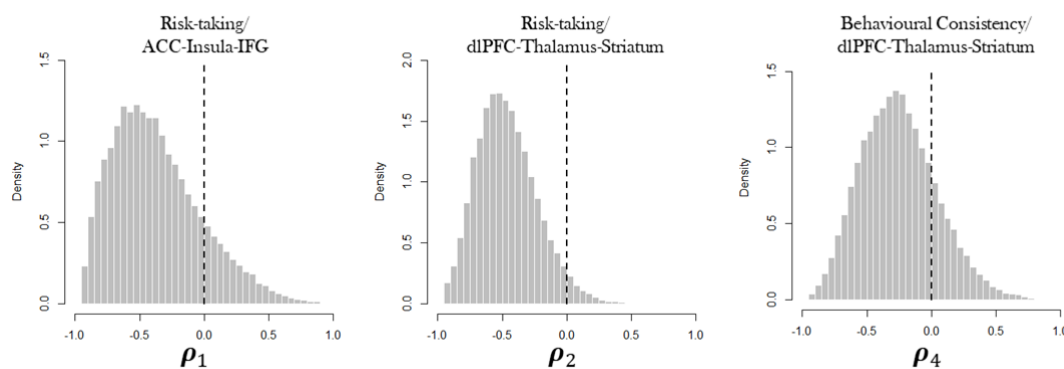 Risk-taking/
ACC-Insula-IFG
1.5
1.0
0.5
0.0
Density
-1.0
-0.5
0.0
0.5
1.0
ρ1
Risk-taking/
dlPFC-Thalamus-Striatum
2.0
1.5
1.0
0.5
0.0
Density
-1.0
-0.5
0.0
0.5
1.0
ρ2
Behavioural Consistency/
dlPFC-Thalamus-Striatum
1.5
1.0
0.5
0.0
Density
-1.0
-0.5
0.0
0.5
1.0
ρ4